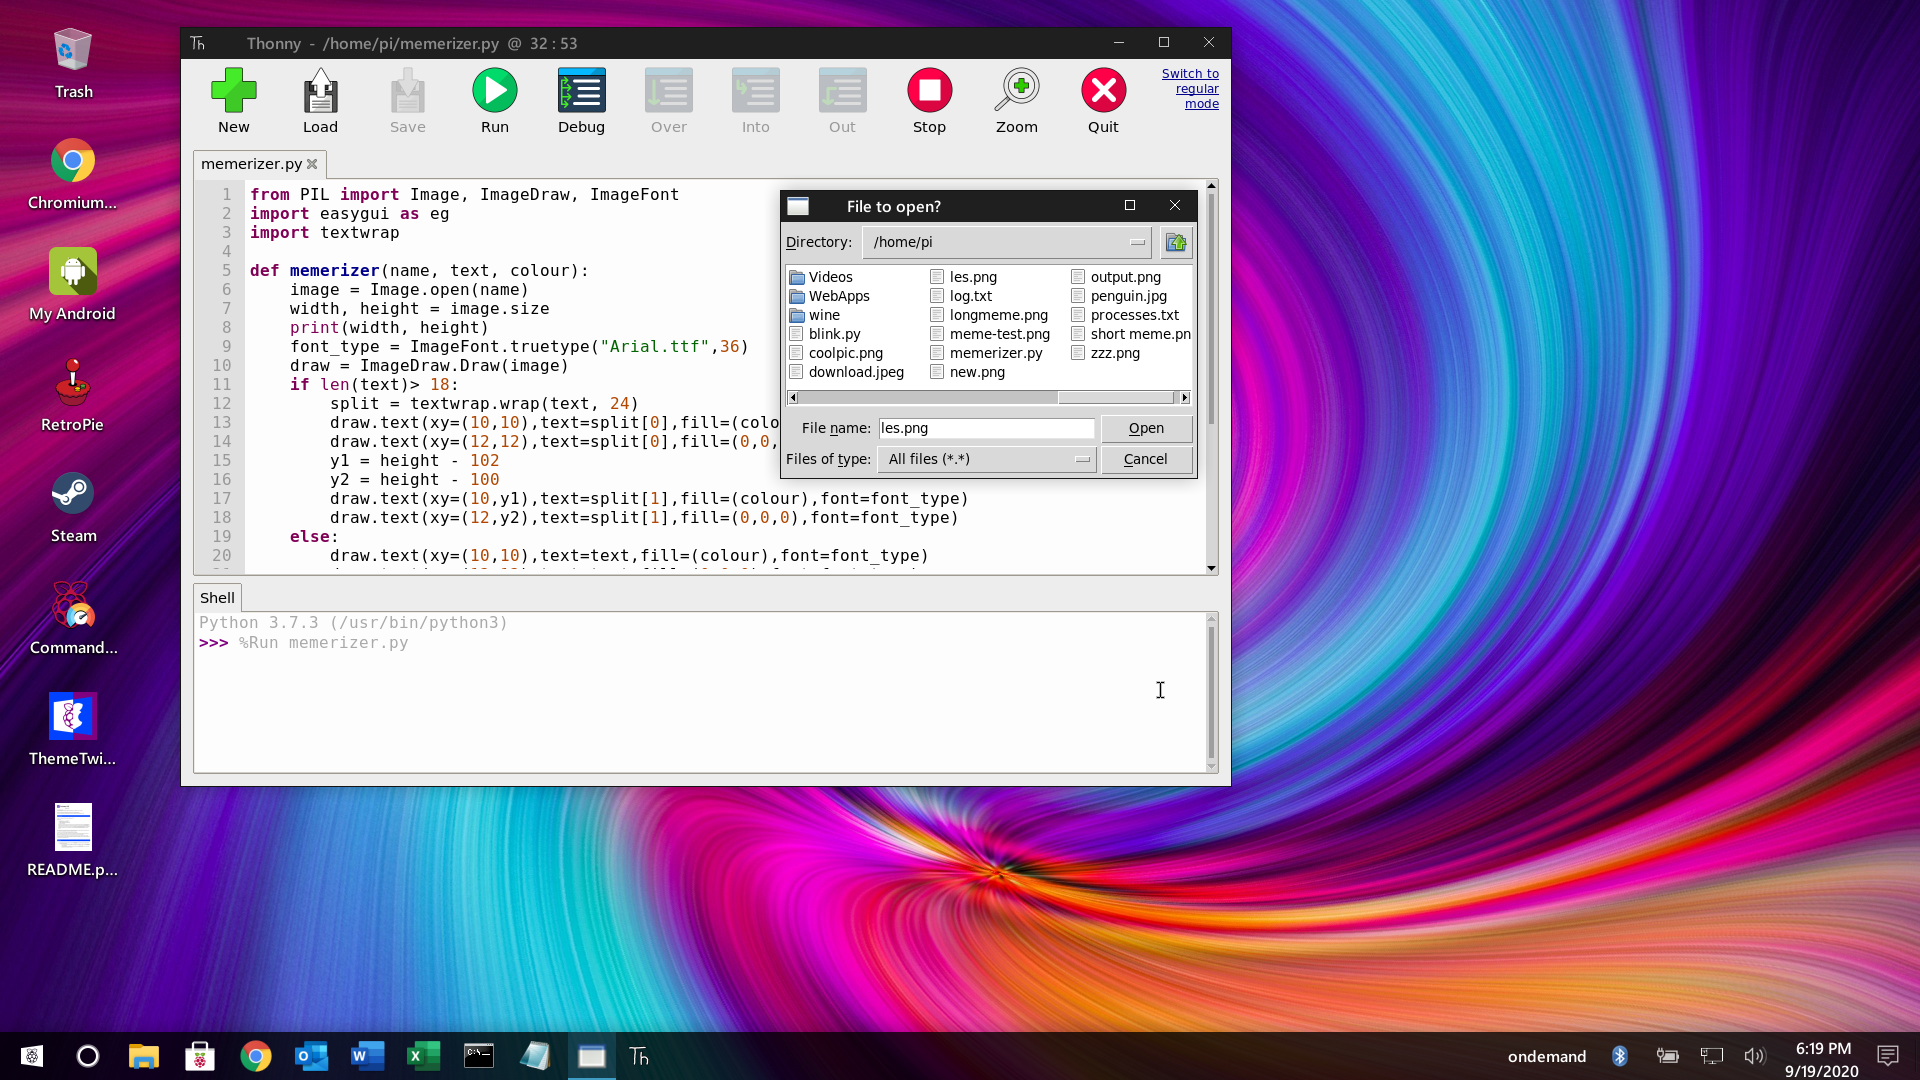 Trash
Chromium...
My Android
RetroPie
Steam
Command...
ThemeTwi...
README.p...
Thonny - /home/pi/memerizer.py @ 32 : 53
New
Load
Save
Run
Debug
Over
Into
Out
Stop
Zoom
Quit
Switch to
regular
mode
memerizer.py
1 from PIL import Image, ImageDraw, ImageFont
2 import easygui as eg
3 import textwrap
4
5 def memerizer(name, text, colour):
6 image = Image.open(name)
7 width, height = image.size
8 print(width, height)
9 font_type = ImageFont.truetype("Arial.ttf",36)
10 draw = ImageDraw.Draw(image)
11 if len(text)> 18:
12 split = textwrap.wrap(text, 24)
13 draw.text(xy=(10,10),text=split[0],fill=(colo
14 draw.text(xy=(12,12),text=split[0],fill=(0,0,
15 y1 = height - 102
16 y2 = height - 100
17 draw.text(xy=(10,y1),text=split[1],fill=(colour),font=font_type)
18 draw.text(xy=(12,y2),text=split[1],fill=(0,0,0),font=font_type)
19 else:
20 draw.text(xy=(10,10),text=text,fill=(colour),font=font_type)
File to open?
Directory: /home/pi
Videos
WebApps
wine
blink.py
coolpic.png
download.jpeg
les.png
log.txt
longmeme.png
meme-test.png
memerizer.py
new.png
output.png
penguin.jpg
processes.txt
short meme.pn
zzz.png
File name: les.png
Open
Files of type: All files (*.*)
Cancel
Shell
Python 3.7.3 (/usr/bin/python3)
>>> %Run memerizer.py
Th
ondemand
6:19 PM
9/19/2020